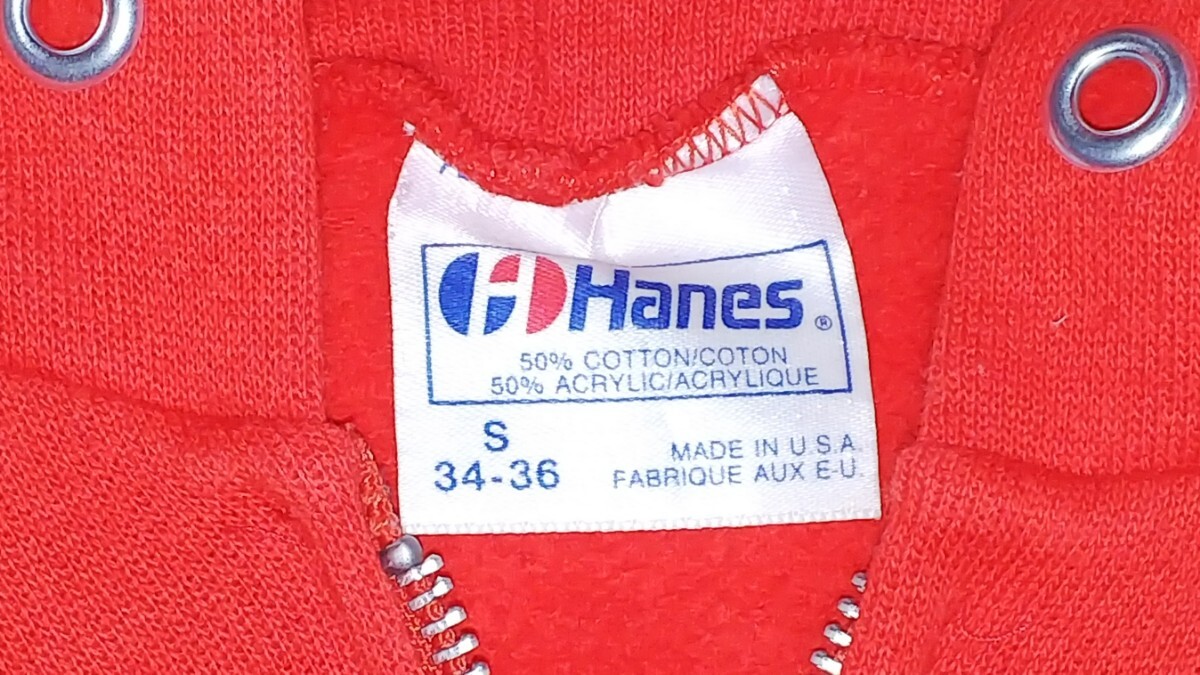 Hanes®
50% COTTON/COTON
50% ACRYLIC/ACRYLIQUE
S
34-36
MADE IN U.S.A.
FABRIQUE AUX E-U.